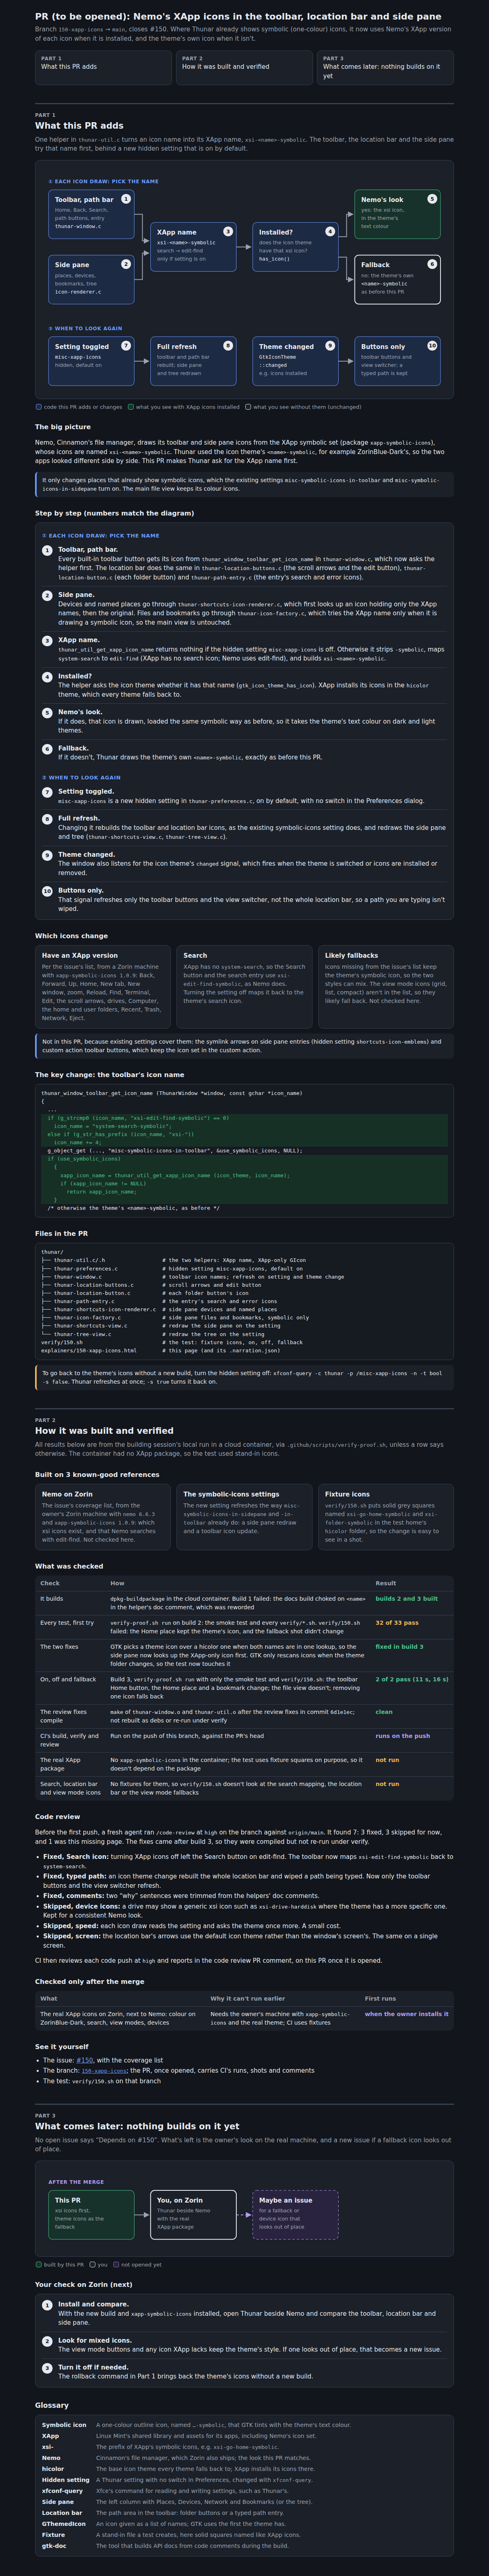 PR (to be opened): Nemo's XApp icons in the toolbar, location bar and side pane
Branch 150-xapp-icons → main, closes #150. Where Thunar already shows symbolic (one-colour) icons, it now uses Nemo's XApp version
of each icon when it is installed, and the theme's own icon when it isn't.
PART 1
What this PR adds
PART 2
How it was built and verified
PART 3
What comes later: nothing builds on it
yet
PART 1
What this PR adds
One helper in thunar-util.c turns an icon name into its XApp name, xsi-<name>-symbolic. The toolbar, the location bar and the side pane
try that name first, behind a new hidden setting that is on by default.
① EACH ICON DRAW: PICK THE NAME
Toolbar, path bar
1
Home, Back, Search,
path buttons, entry
thunar-window.c
Side pane
2
places, devices,
bookmarks, tree
icon-renderer.c
XApp name
3
xsi-<name>-symbolic
search → edit-find
only if setting is on
Installed?
4
does the icon theme
have that xsi icon?
has_icon()
Nemo's look
5
yes: the xsi icon,
in the theme's
text colour
Fallback
6
no: the theme's own
<name>-symbolic
as before this PR
② WHEN TO LOOK AGAIN
Setting toggled
7
misc-xapp-icons
hidden, default on
Full refresh
8
toolbar and path bar
rebuilt; side pane
and tree redrawn
Theme changed
9
GtkIconTheme
::changed
e.g. icons installed
Buttons only
10
toolbar buttons and
view switcher; a
typed path is kept
code this PR adds or changes
what you see with XApp icons installed
what you see without them (unchanged)
The big picture
Nemo, Cinnamon's file manager, draws its toolbar and side pane icons from the XApp symbolic set (package xapp-symbolic-icons),
whose icons are named xsi-<name>-symbolic. Thunar used the icon theme's <name>-symbolic, for example ZorinBlue-Dark's, so the two
apps looked different side by side. This PR makes Thunar ask for the XApp name first.
It only changes places that already show symbolic icons, which the existing settings misc-symbolic-icons-in-toolbar and misc-symbolic-
icons-in-sidepane turn on. The main file view keeps its colour icons.
Step by step (numbers match the diagram)
① EACH ICON DRAW: PICK THE NAME
1
Toolbar, path bar.
Every built-in toolbar button gets its icon from thunar_window_toolbar_get_icon_name in thunar-window.c, which now asks the
helper first. The location bar does the same in thunar-location-buttons.c (the scroll arrows and the edit button), thunar-
location-button.c (each folder button) and thunar-path-entry.c (the entry's search and error icons).
2
Side pane.
Devices and named places go through thunar-shortcuts-icon-renderer.c, which first looks up an icon holding only the XApp
names, then the original. Files and bookmarks go through thunar-icon-factory.c, which tries the XApp name only when it is
drawing a symbolic icon, so the main view is untouched.
3
XApp name.
thunar_util_get_xapp_icon_name returns nothing if the hidden setting misc-xapp-icons is off. Otherwise it strips -symbolic, maps
system-search to edit-find (XApp has no search icon; Nemo uses edit-find), and builds xsi-<name>-symbolic.
4
Installed?
The helper asks the icon theme whether it has that name (gtk_icon_theme_has_icon). XApp installs its icons in the hicolor
theme, which every theme falls back to.
5
Nemo's look.
If it does, that icon is drawn, loaded the same symbolic way as before, so it takes the theme's text colour on dark and light
themes.
6
Fallback.
If it doesn't, Thunar draws the theme's own <name>-symbolic, exactly as before this PR.
② WHEN TO LOOK AGAIN
7
Setting toggled.
misc-xapp-icons is a new hidden setting in thunar-preferences.c, on by default, with no switch in the Preferences dialog.
8
Full refresh.
Changing it rebuilds the toolbar and location bar icons, as the existing symbolic-icons setting does, and redraws the side pane
and tree (thunar-shortcuts-view.c, thunar-tree-view.c).
9
Theme changed.
The window also listens for the icon theme's changed signal, which fires when the theme is switched or icons are installed or
removed.
10
Buttons only.
That signal refreshes only the toolbar buttons and the view switcher, not the whole location bar, so a path you are typing isn't
wiped.
Which icons change
Have an XApp version
Per the issue's list, from a Zorin machine
with xapp-symbolic-icons 1.0.9: Back,
Forward, Up, Home, New tab, New
window, zoom, Reload, Find, Terminal,
Edit, the scroll arrows, drives, Computer,
the home and user folders, Recent, Trash,
Network, Eject.
Search
XApp has no system-search, so the Search
button and the search entry use xsi-
edit-find-symbolic, as Nemo does.
Turning the setting off maps it back to the
theme's search icon.
Likely fallbacks
Icons missing from the issue's list keep
the theme's symbolic icon, so the two
styles can mix. The view mode icons (grid,
list, compact) aren't in the list, so they
likely fall back. Not checked here.
Not in this PR, because existing settings cover them: the symlink arrows on side pane entries (hidden setting shortcuts-icon-emblems) and
custom action toolbar buttons, which keep the icon set in the custom action.
The key change: the toolbar's icon name
thunar_window_toolbar_get_icon_name (ThunarWindow *window, const gchar *icon_name)
{
...
if (g_strcmp0 (icon_name, "xsi-edit-find-symbolic") == 0)
icon_name = "system-search-symbolic";
else if (g_str_has_prefix (icon_name, "xsi-"))
icon_name += 4;
g_object_get (..., "misc-symbolic-icons-in-toolbar", &use_symbolic_icons, NULL);
if (use_symbolic_icons)
{
xapp_icon_name = thunar_util_get_xapp_icon_name (icon_theme, icon_name);
if (xapp_icon_name != NULL)
return xapp_icon_name;
}
/* otherwise the theme's <name>-symbolic, as before */
Files in the PR
thunar/
├── thunar-util.c/.h # the two helpers: XApp name, XApp-only GIcon
├── thunar-preferences.c # hidden setting misc-xapp-icons, default on
├── thunar-window.c # toolbar icon names; refresh on setting and theme change
├── thunar-location-buttons.c # scroll arrows and edit button
├── thunar-location-button.c # each folder button's icon
├── thunar-path-entry.c # the entry's search and error icons
├── thunar-shortcuts-icon-renderer.c # side pane devices and named places
├── thunar-icon-factory.c # side pane files and bookmarks, symbolic only
├── thunar-shortcuts-view.c # redraw the side pane on the setting
└── thunar-tree-view.c # redraw the tree on the setting
verify/150.sh # the test: fixture icons, on, off, fallback
explainers/150-xapp-icons.html # this page (and its .narration.json)
To go back to the theme's icons without a new build, turn the hidden setting off: xfconf-query -c thunar -p /misc-xapp-icons -n -t bool
-s false. Thunar refreshes at once; -s true turns it back on.
PART 2
How it was built and verified
All results below are from the building session's local run in a cloud container, via .github/scripts/verify-proof.sh, unless a row says
otherwise. The container had no XApp package, so the test used stand-in icons.
Built on 3 known-good references
Nemo on Zorin
The issue's coverage list, from the
owner's Zorin machine with nemo 6.6.3
and xapp-symbolic-icons 1.0.9: which
xsi icons exist, and that Nemo searches
with edit-find. Not checked here.
The symbolic-icons settings
The new setting refreshes the way misc-
symbolic-icons-in-sidepane and -in-
toolbar already do: a side pane redraw
and a toolbar icon update.
Fixture icons
verify/150.sh puts solid grey squares
named xsi-go-home-symbolic and xsi-
folder-symbolic in the test home's
hicolor folder, so the change is easy to
see in a shot.
What was checked
Check How Result
It builds dpkg-buildpackage in the cloud container. Build 1 failed: the docs build choked on <name>
in the helper's doc comment, which was reworded builds 2 and 3 built
Every test, first try verify-proof.sh run on build 2: the smoke test and every verify/*.sh. verify/150.sh
failed: the Home place kept the theme's icon, and the fallback shot didn't change 32 of 33 pass
The two fixes GTK picks a theme icon over a hicolor one when both names are in one lookup, so the
side pane now looks up the XApp-only icon first. GTK only rescans icons when the theme
folder changes, so the test now touches it fixed in build 3
On, off and fallback Build 3, verify-proof.sh run with only the smoke test and verify/150.sh: the toolbar
Home button, the Home place and a bookmark change; the file view doesn't; removing
one icon falls back 2 of 2 pass (11 s, 16 s)
The review fixes
compile make of thunar-window.o and thunar-util.o after the review fixes in commit 6d1e1ec;
not rebuilt as debs or re-run under verify clean
CI's build, verify and
review Run on the push of this branch, against the PR's head runs on the push
The real XApp
package No xapp-symbolic-icons in the container; the test uses fixture squares on purpose, so it
doesn't depend on the package not run
Search, location bar
and view mode icons No fixtures for them, so verify/150.sh doesn't look at the search mapping, the location
bar or the view mode fallbacks not run
Code review
Before the first push, a fresh agent ran /code-review at high on the branch against origin/main. It found 7: 3 fixed, 3 skipped for now,
and 1 was this missing page. The fixes came after build 3, so they were compiled but not re-run under verify.
• Fixed, Search icon: turning XApp icons off left the Search button on edit-find. The toolbar now maps xsi-edit-find-symbolic back to
system-search.
• Fixed, typed path: an icon theme change rebuilt the whole location bar and wiped a path being typed. Now only the toolbar
buttons and the view switcher refresh.
• Fixed, comments: two "why" sentences were trimmed from the helpers' doc comments.
• Skipped, device icons: a drive may show a generic xsi icon such as xsi-drive-harddisk where the theme has a more specific one.
Kept for a consistent Nemo look.
• Skipped, speed: each icon draw reads the setting and asks the theme once more. A small cost.
• Skipped, screen: the location bar's arrows use the default icon theme rather than the window's screen's. The same on a single
screen.
CI then reviews each code push at high and reports in the code review PR comment, on this PR once it is opened.
Checked only after the merge
What Why it can't run earlier First runs
The real XApp icons on Zorin, next to Nemo: colour on
ZorinBlue-Dark, search, view modes, devices Needs the owner's machine with xapp-symbolic-
icons and the real theme; CI uses fixtures when the owner installs it
See it yourself
• The issue: #150, with the coverage list
• The branch: 150-xapp-icons; the PR, once opened, carries CI's runs, shots and comments
• The test: verify/150.sh on that branch
PART 3
What comes later: nothing builds on it yet
No open issue says "Depends on #150". What's left is the owner's look on the real machine, and a new issue if a fallback icon looks out
of place.
AFTER THE MERGE
This PR
xsi icons first,
theme icons as the
fallback
You, on Zorin
Thunar beside Nemo
with the real
XApp package
Maybe an issue
for a fallback or
device icon that
looks out of place
built by this PR
you
not opened yet
Your check on Zorin (next)
1
Install and compare.
With the new build and xapp-symbolic-icons installed, open Thunar beside Nemo and compare the toolbar, location bar and
side pane.
2
Look for mixed icons.
The view mode buttons and any icon XApp lacks keep the theme's style. If one looks out of place, that becomes a new issue.
3
Turn it off if needed.
The rollback command in Part 1 brings back the theme's icons without a new build.
Glossary
Symbolic icon A one-colour outline icon, named …-symbolic, that GTK tints with the theme's text colour.
XApp Linux Mint's shared library and assets for its apps, including Nemo's icon set.
xsi- The prefix of XApp's symbolic icons, e.g. xsi-go-home-symbolic.
Nemo Cinnamon's file manager, which Zorin also ships; the look this PR matches.
hicolor The base icon theme every theme falls back to; XApp installs its icons there.
Hidden setting A Thunar setting with no switch in Preferences, changed with xfconf-query.
xfconf-query Xfce's command for reading and writing settings, such as Thunar's.
Side pane The left column with Places, Devices, Network and Bookmarks (or the tree).
Location bar The path area in the toolbar: folder buttons or a typed path.
GThemedIcon An icon given as a list of names; GTK uses the first the theme has.
Fixture A stand-in file a test creates, here solid squares named like XApp icons.
gtk-doc The tool that builds API docs from code comments during the build.